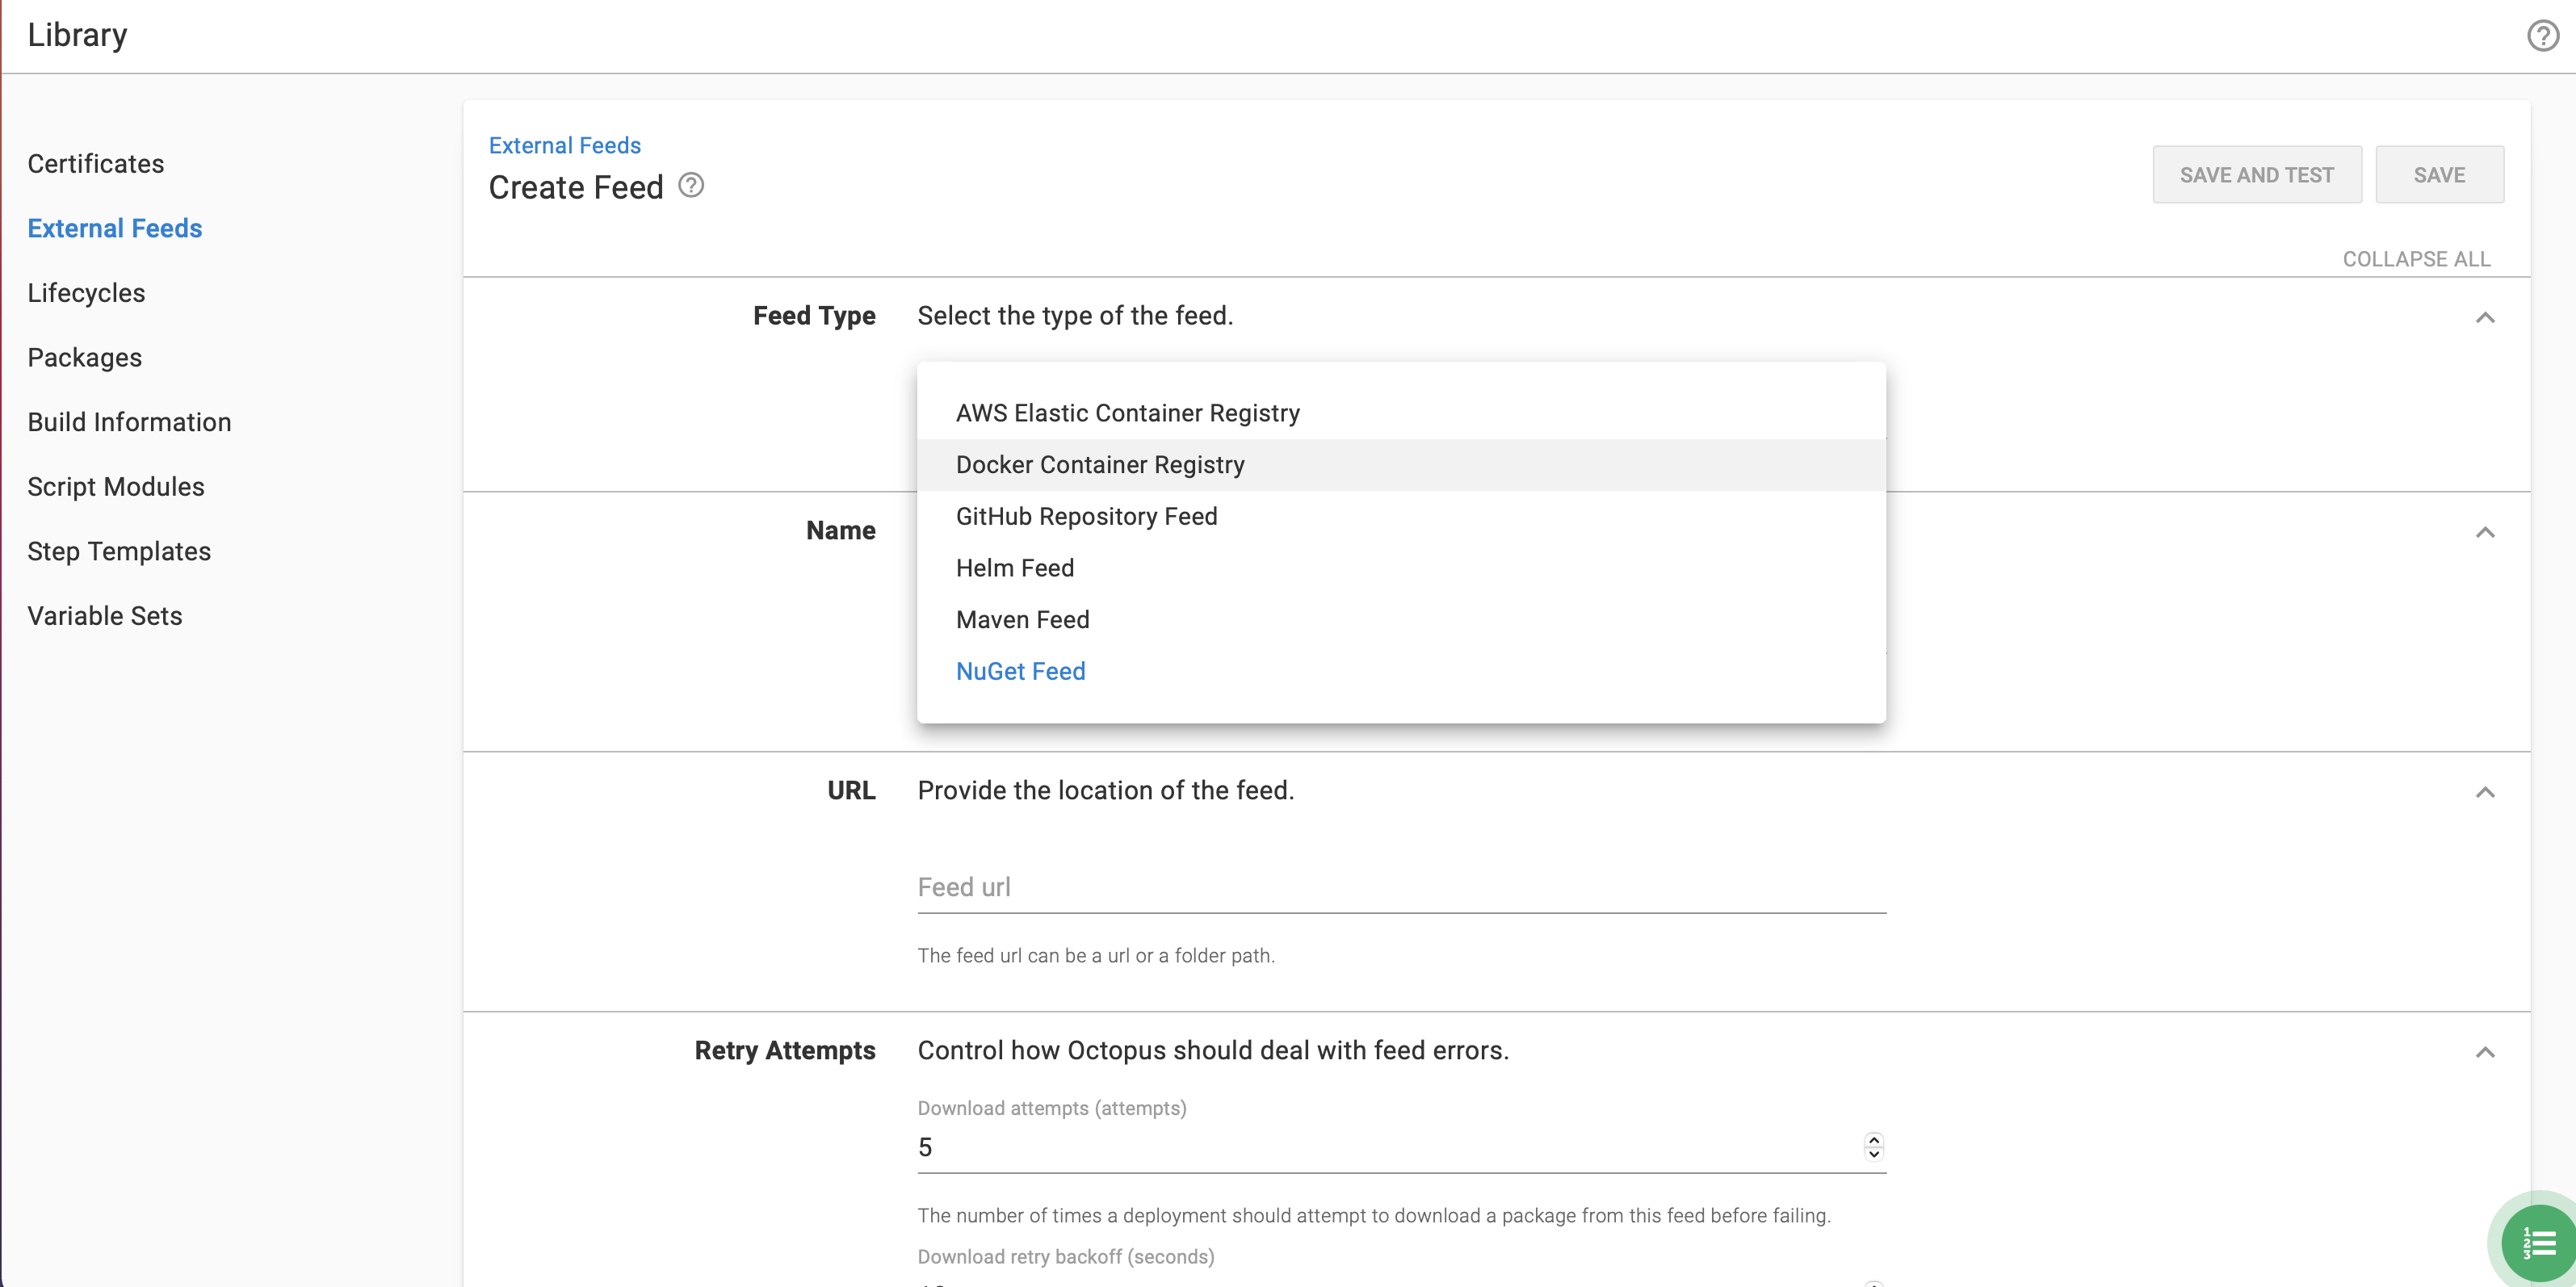 Library
Certificates
External Feeds
Lifecycles
Packages
Build Information
Script Modules
Step Templates
Variable Sets
External Feeds
Create Feed
SAVE AND TEST
SAVE
COLLAPSE ALL
Feed Type
Select the type of the feed.
AWS Elastic Container Registry
Docker Container Registry
GitHub Repository Feed
Helm Feed
Maven Feed
NuGet Feed
Name
URL
Provide the location of the feed.
Feed url
The feed url can be a url or a folder path.
Retry Attempts
Control how Octopus should deal with feed errors.
Download attempts (attempts)
5
The number of times a deployment should attempt to download a package from this feed before failing.
Download retry backoff (seconds)